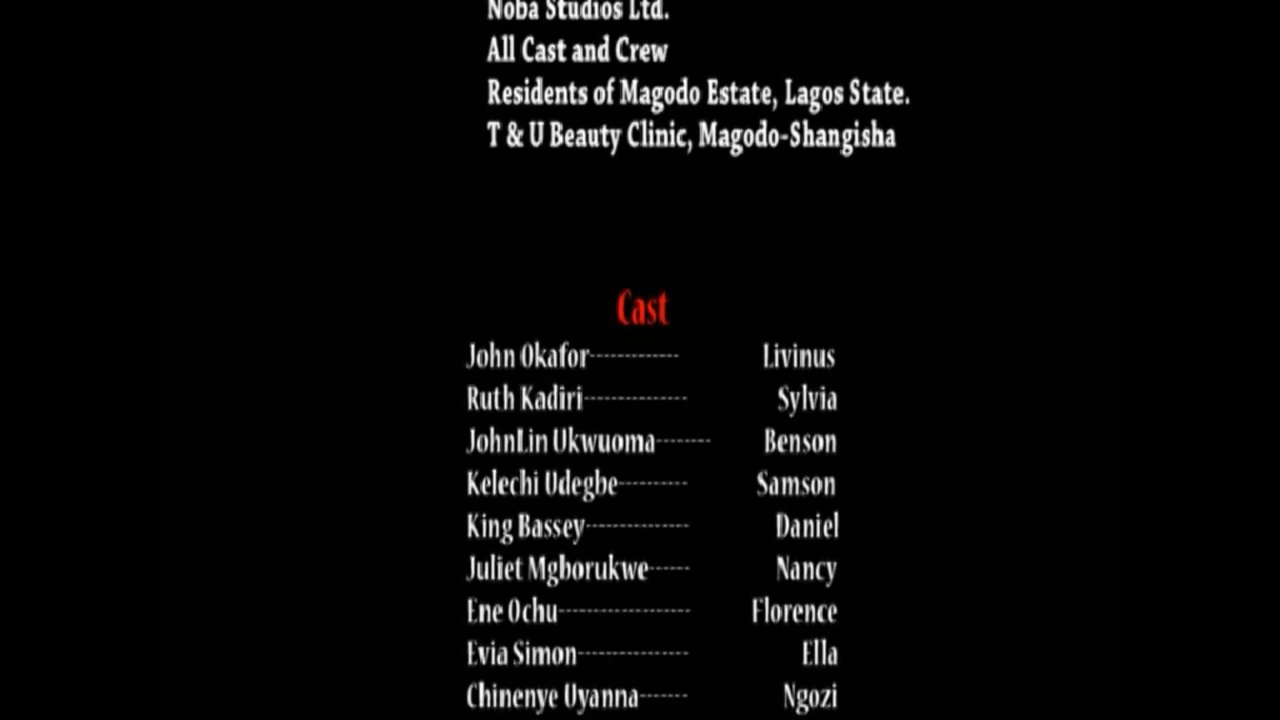 Noba Studios Ltd.
All Cast and Crew
Residents of Magodo Estate, Lagos State.
T & U Beauty Clinic, Magodo-Shangisha
Cast
John Okafor------------- Livinus
Ruth Kadiri--------------- Sylvia
JohnLin Ukwuoma-------- Benson
Kelechi Udegbe---------- Samson
King Bassey--------------- Daniel
Juliet Mgborukwe------ Nancy
Ene Ochu------------------- Florence
Evia Simon---------------- Ella
Chinenye Uyanna------- Ngozi